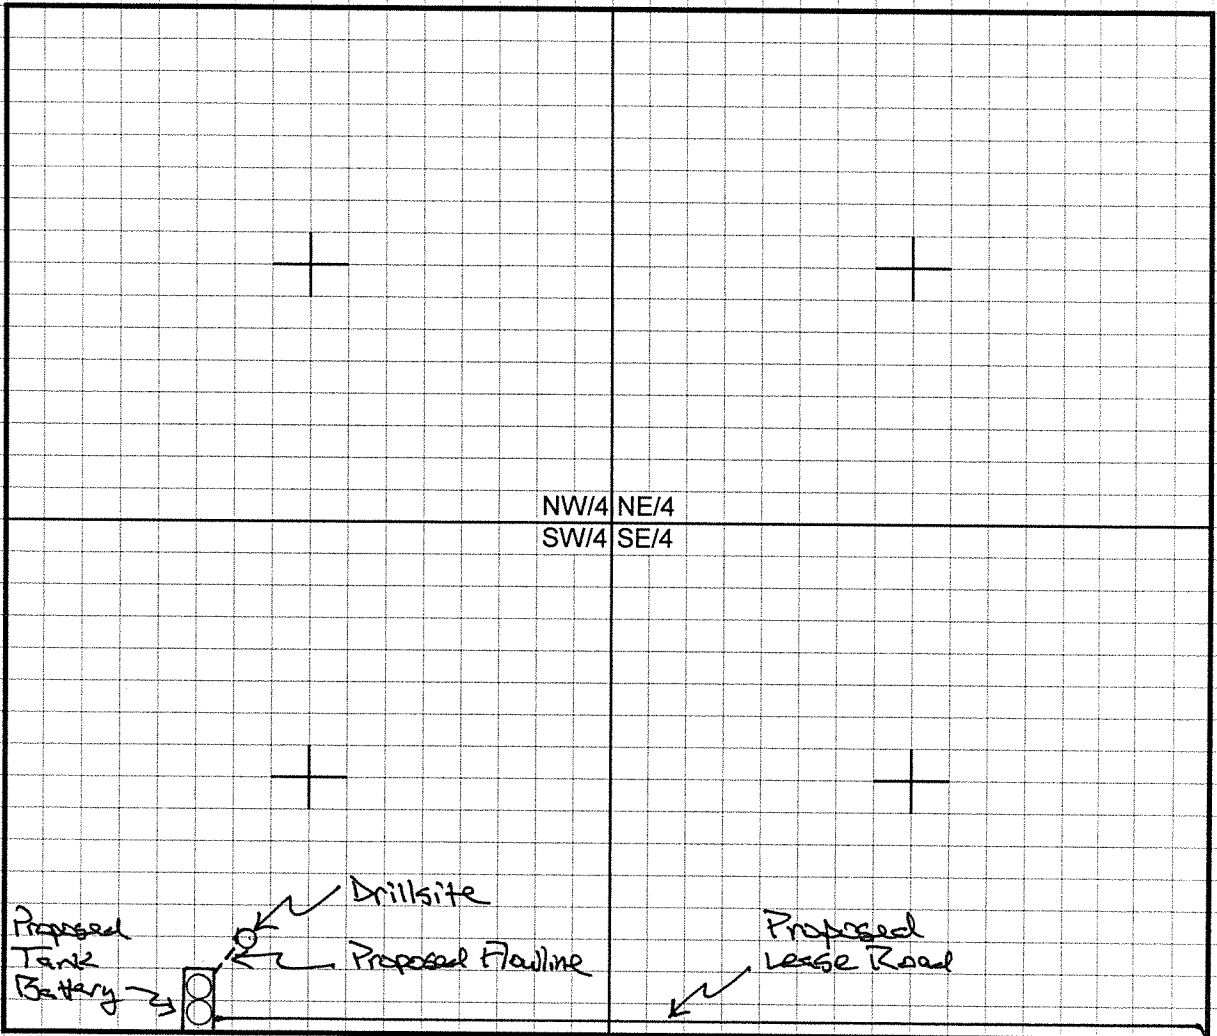 NW/4 NE/4
SW/4 SE/4
Drillsite
Proposed
Tank
Battery
Proposed Flowline
Proposed
Lease Road